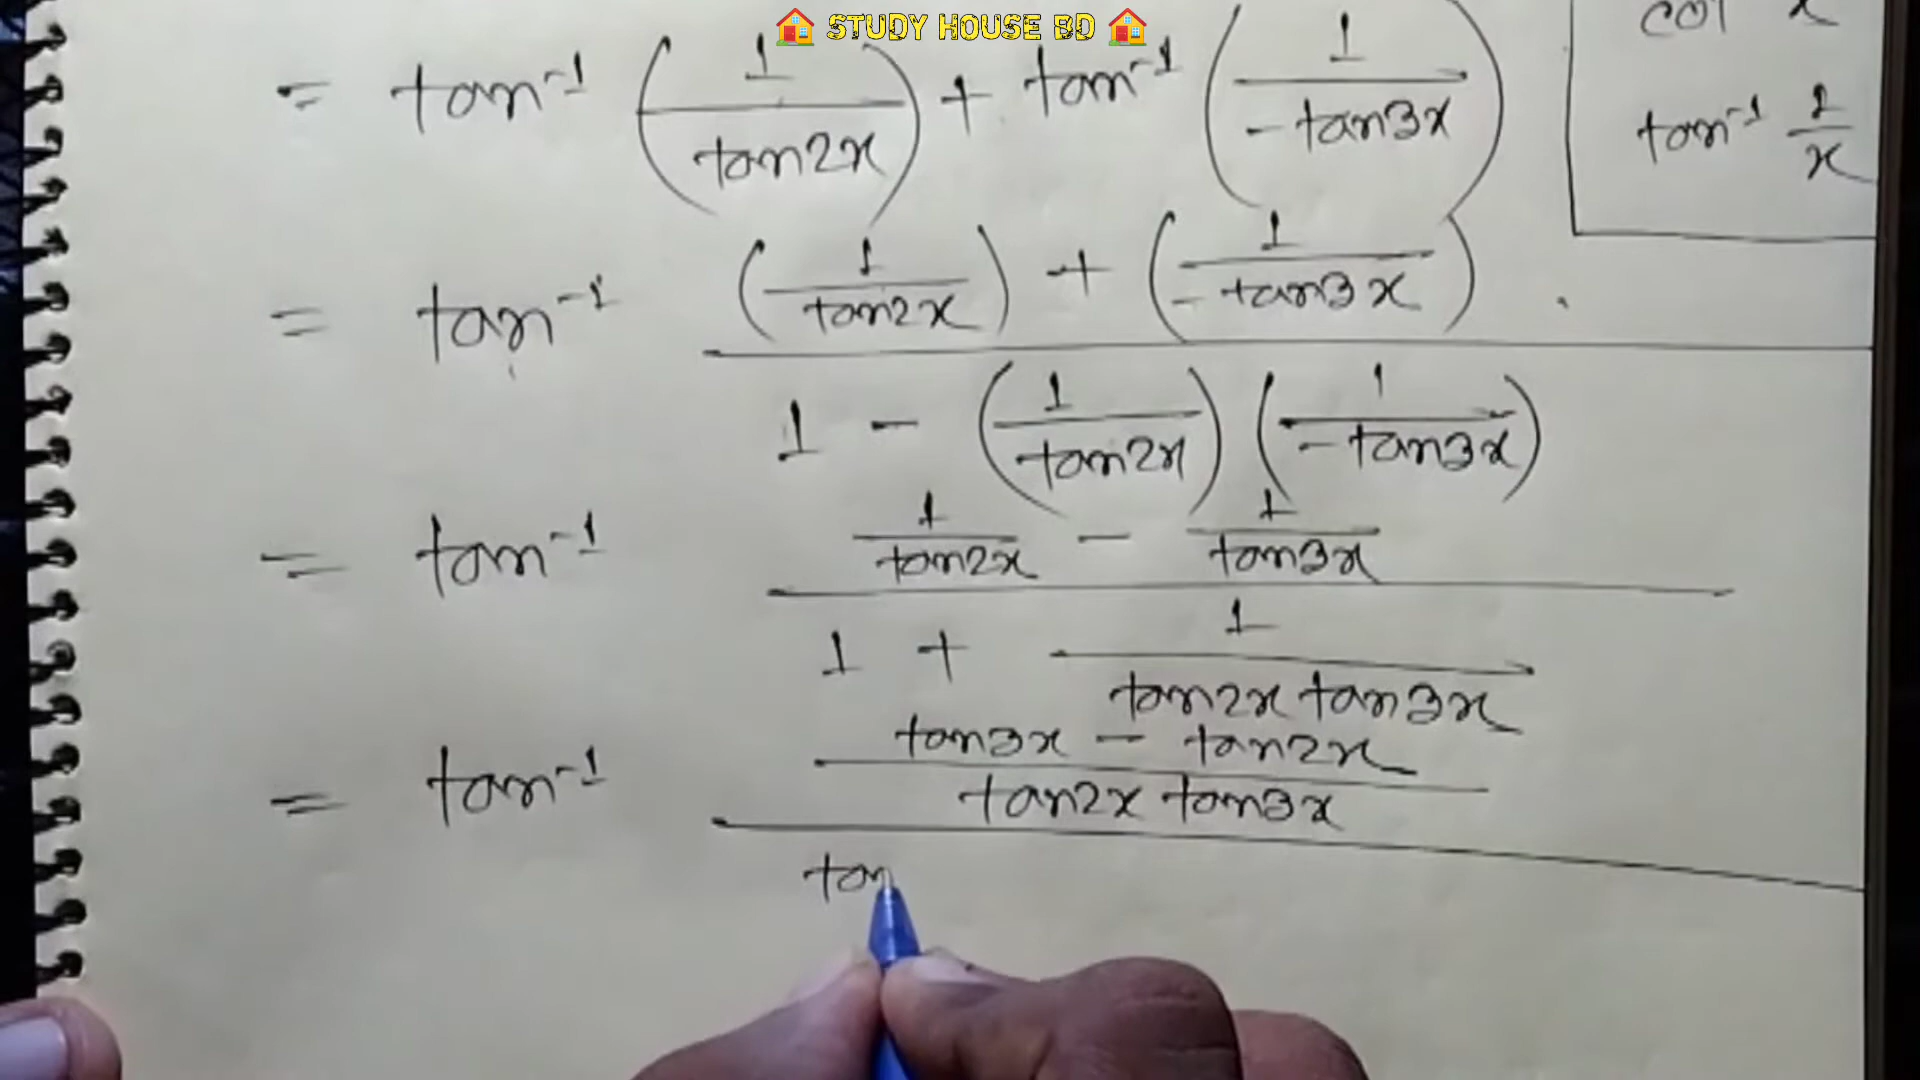 🏠 STUDY HOUSE BD 🏠
cot x
tan⁻¹ 1/x
= tan⁻¹ (1/tan2x) + tan⁻¹ (1/-tan3x)
= tan⁻¹ ((1/tan2x) + (1/-tan3x)) / (1 - (1/tan2x) (1/-tan3x))
= tan⁻¹ (1/tan2x - 1/tan3x) / (1 + 1/(tan2x tan3x))
= tan⁻¹ ((tan3x - tan2x)/(tan2x tan3x)) /
tan